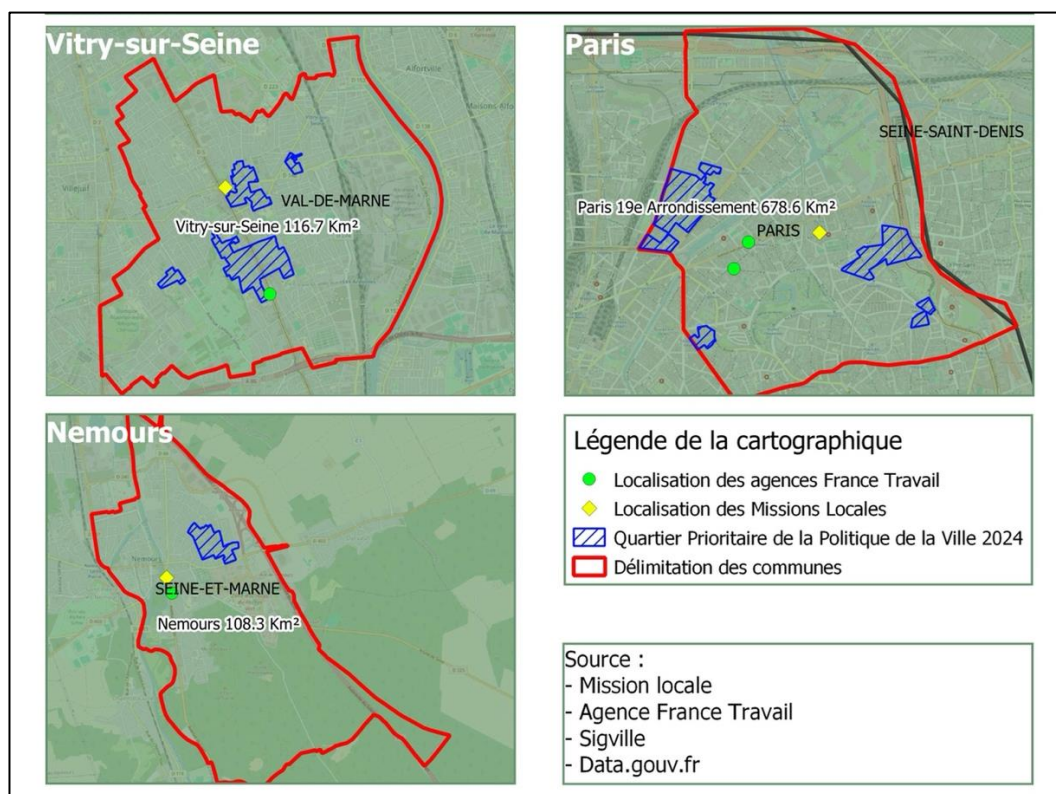 Vitry-sur-Seine
Alfortville
Villejuif
VAL-DE-MARNE
Vitry-sur-Seine 116.7 Km²
Paris
SEINE-SAINT-DENIS
Paris 19e Arrondissement 678.6 Km²
PARIS
Nemours
Nemours
SEINE-ET-MARNE
Nemours 108.3 Km²
Légende de la cartographique
Localisation des agences France Travail
Localisation des Missions Locales
Quartier Prioritaire de la Politique de la Ville 2024
Délimitation des communes
Source :
- Mission locale
- Agence France Travail
- Sigville
- Data.gouv.fr